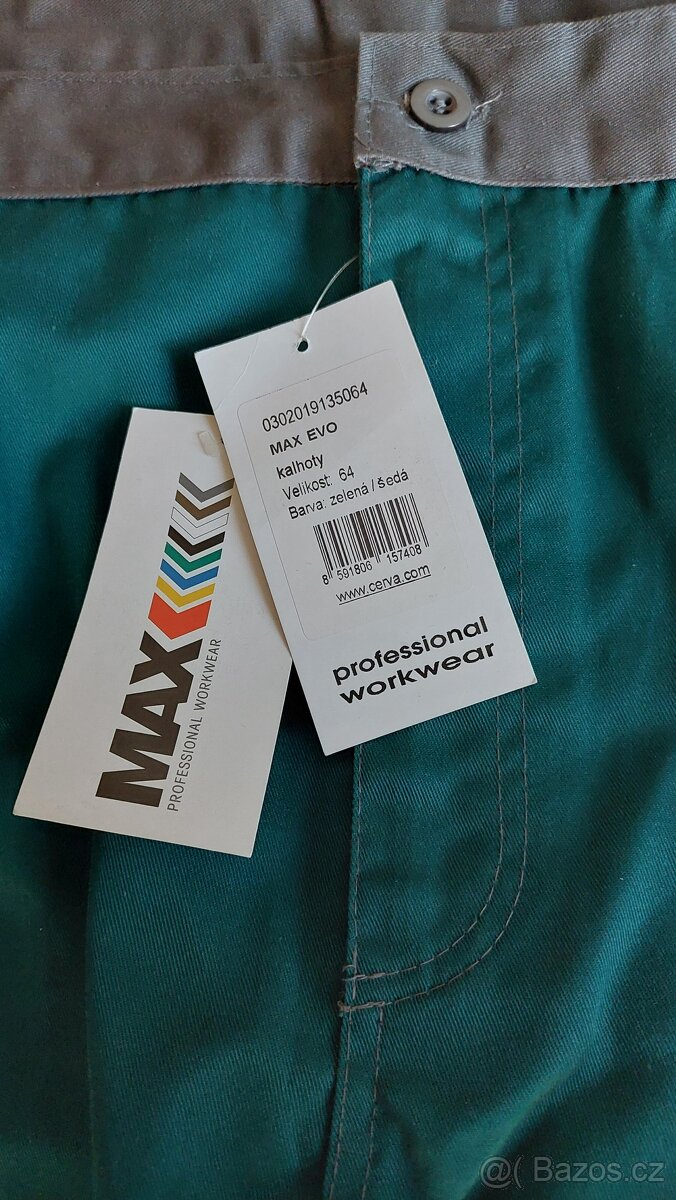 0302019135064
MAX EVO
kalhoty
Velikost: 64
Barva: zelená / šedá
8 591806 157408
www.cerva.com
professional
workwear
MAX
PROFESSIONAL WORKWEAR
@( Bazos.cz